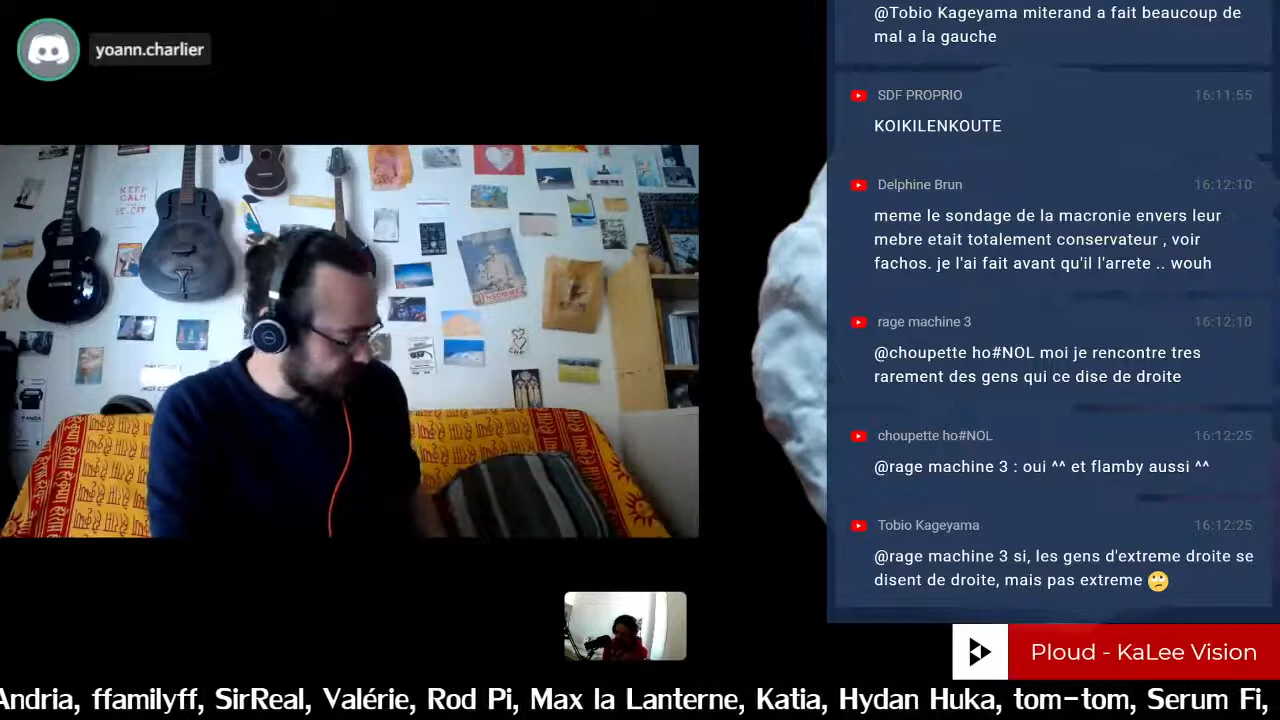 yoann.charlier
@Tobio Kageyama miterand a fait beaucoup de
mal a la gauche
SDF PROPRIO 16:11:55
KOIKILENKOUTE
Delphine Brun 16:12:10
meme le sondage de la macronie envers leur
mebre etait totalement conservateur , voir
fachos. je l'ai fait avant qu'il l'arrete .. wouh
rage machine 3 16:12:10
@choupette ho#NOL moi je rencontre tres
rarement des gens qui ce dise de droite
choupette ho#NOL 16:12:25
@rage machine 3 : oui ^^ et flamby aussi ^^
Tobio Kageyama 16:12:25
@rage machine 3 si, les gens d'extreme droite se
disent de droite, mais pas extreme 🙄
Ploud - KaLee Vision
Andria, ffamilyff, SirReal, Valérie, Rod Pi, Max la Lanterne, Katia, Hydan Huka, tom-tom, Serum Fi,
KEEP
CALM